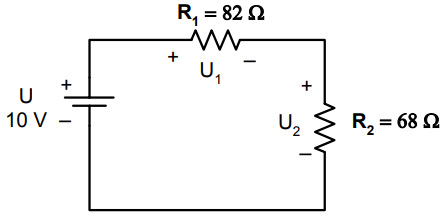 R₁ = 82 Ω
+ −
U₁
U
+
10 V −
+
U₂
−
R₂ = 68 Ω